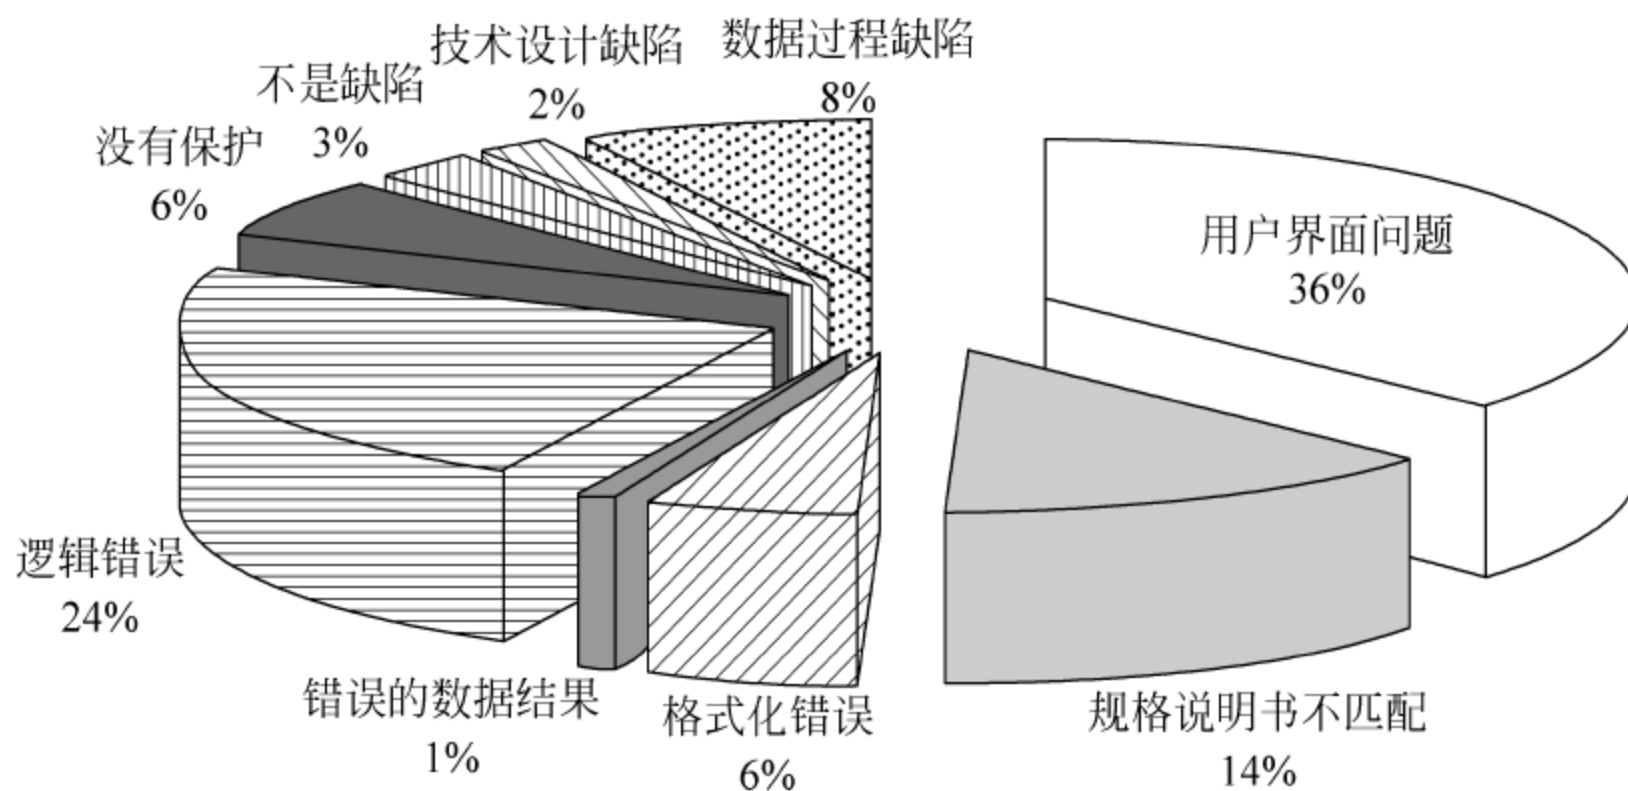 技术设计缺陷
2%
数据过程缺陷
8%
不是缺陷
3%
没有保护
6%
用户界面问题
36%
逻辑错误
24%
错误的数据结果
1%
格式化错误
6%
规格说明书不匹配
14%